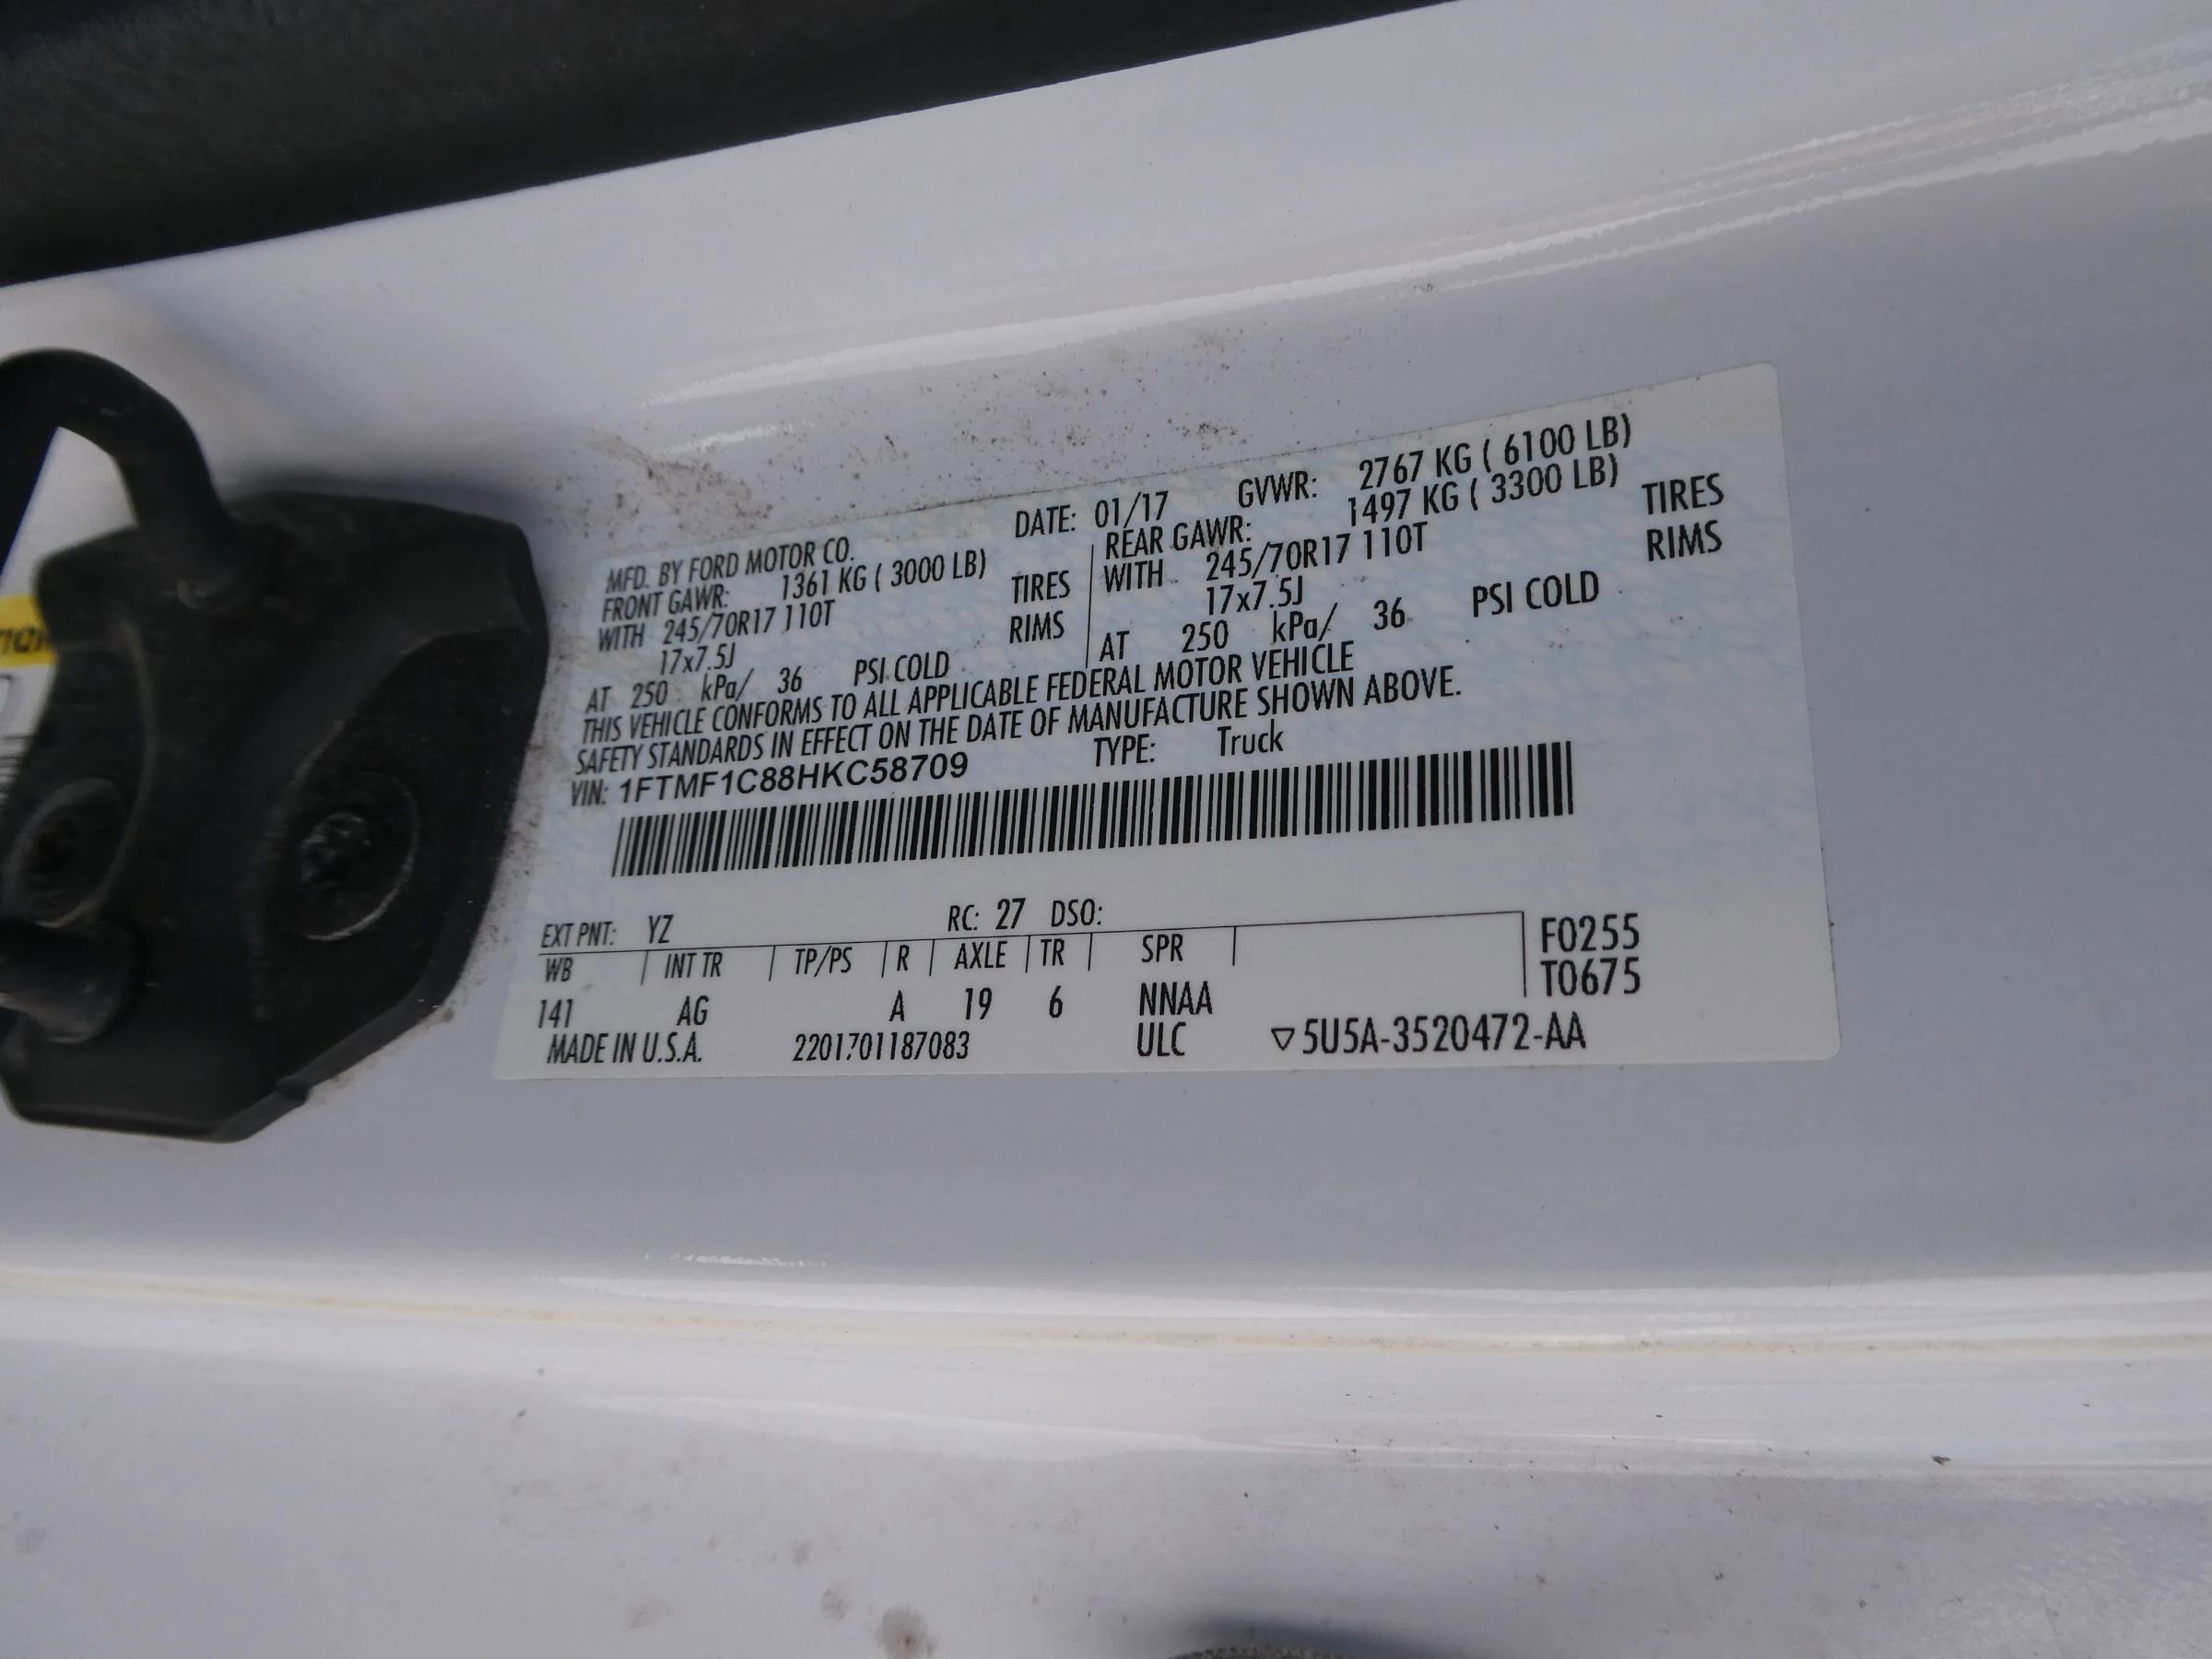 MFD. BY FORD MOTOR CO. DATE: 01/17 GVWR: 2767 KG ( 6100 LB)
FRONT GAWR: 1361 KG ( 3000 LB) REAR GAWR: 1497 KG ( 3300 LB)
WITH 245/70R17 110T TIRES WITH 245/70R17 110T TIRES
17x7.5J RIMS 17x7.5J RIMS
AT 250 kPa/ 36 PSI COLD AT 250 kPa/ 36 PSI COLD
THIS VEHICLE CONFORMS TO ALL APPLICABLE FEDERAL MOTOR VEHICLE
SAFETY STANDARDS IN EFFECT ON THE DATE OF MANUFACTURE SHOWN ABOVE.
VIN: 1FTMF1C88HKC58709 TYPE: Truck
EXT PNT: YZ RC: 27 DSO: F0255
WB INT TR TP/PS R AXLE TR SPR T0675
141 AG A 19 6 NNAA
MADE IN U.S.A. 2201701187083 ULC ▽5U5A-3520472-AA